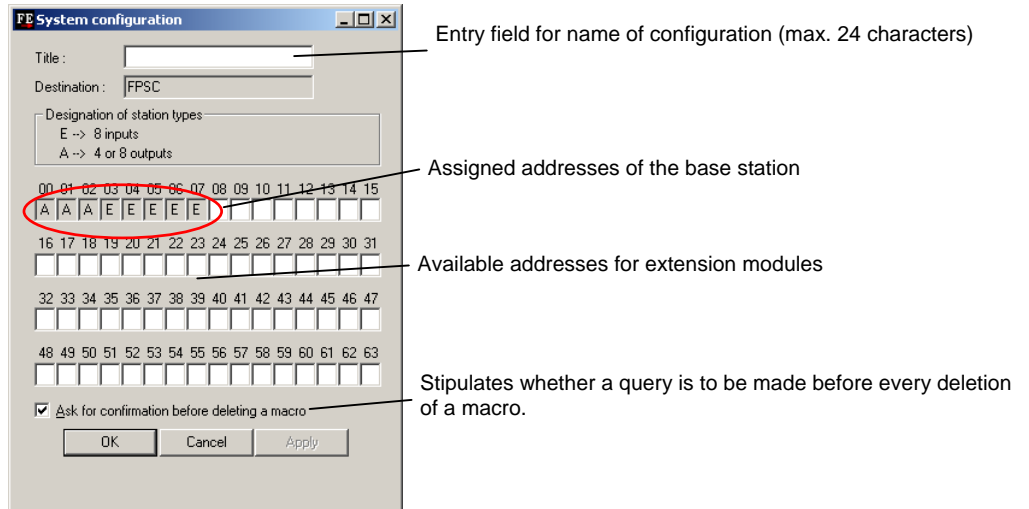 FE System configuration
Entry field for name of configuration (max. 24 characters)
Title :
Destination : FPSC
Designation of station types
E --> 8 inputs
A --> 4 or 8 outputs
Assigned addresses of the base station
00 01 02 03 04 05 06 07 08 09 10 11 12 13 14 15
A A A E E E E E
16 17 18 19 20 21 22 23 24 25 26 27 28 29 30 31
Available addresses for extension modules
32 33 34 35 36 37 38 39 40 41 42 43 44 45 46 47
48 49 50 51 52 53 54 55 56 57 58 59 60 61 62 63
Stipulates whether a query is to be made before every deletion
of a macro.
Ask for confirmation before deleting a macro
OK Cancel Apply